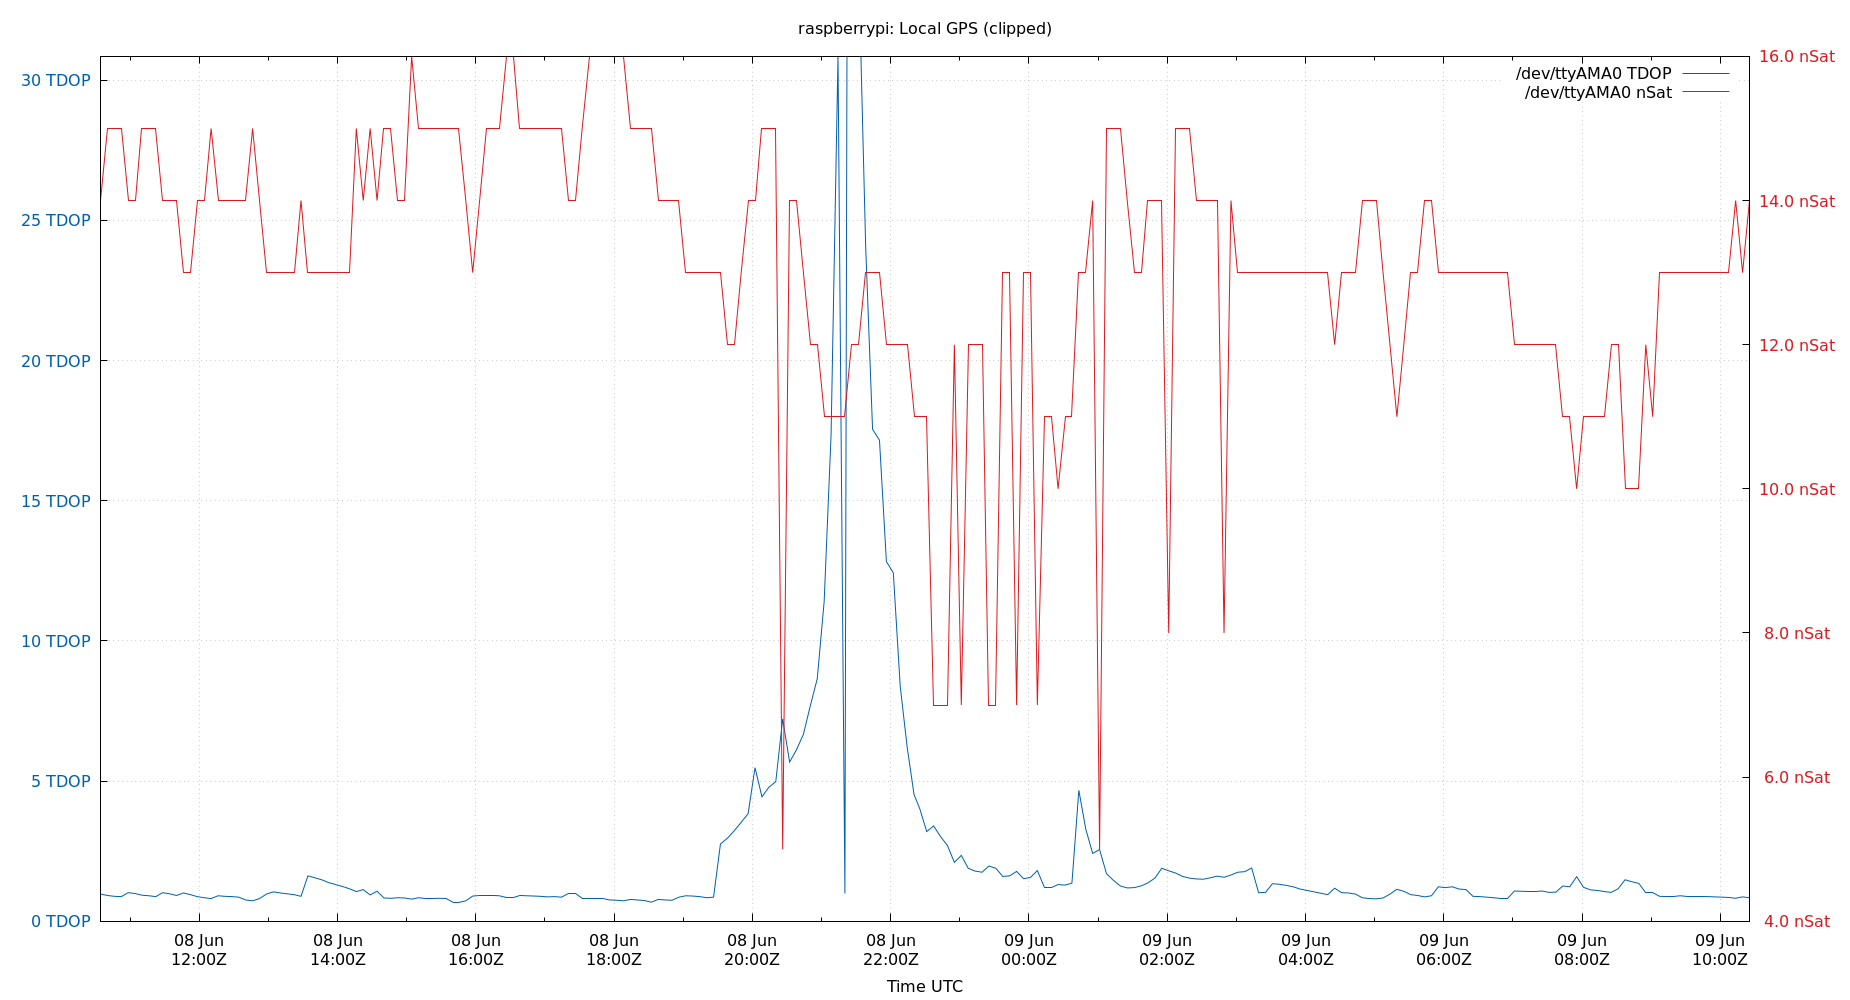 raspberrypi: Local GPS (clipped)
/dev/ttyAMA0 TDOP
/dev/ttyAMA0 nSat
30 TDOP
25 TDOP
20 TDOP
15 TDOP
10 TDOP
5 TDOP
0 TDOP
16.0 nSat
14.0 nSat
12.0 nSat
10.0 nSat
8.0 nSat
6.0 nSat
4.0 nSat
08 Jun 12:00Z
08 Jun 14:00Z
08 Jun 16:00Z
08 Jun 18:00Z
08 Jun 20:00Z
08 Jun 22:00Z
09 Jun 00:00Z
09 Jun 02:00Z
09 Jun 04:00Z
09 Jun 06:00Z
09 Jun 08:00Z
09 Jun 10:00Z
Time UTC